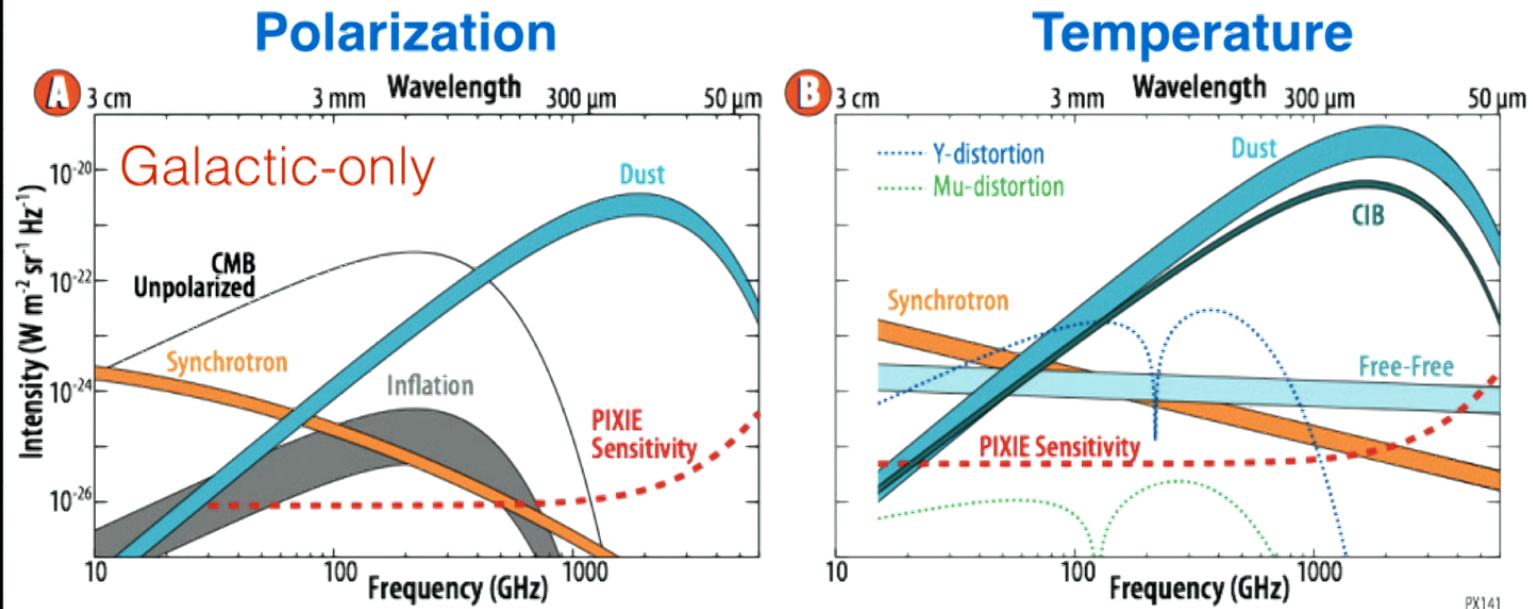 Polarization
A
Wavelength
3 cm 3 mm 300 µm 50 µm
Galactic-only
Dust
CMB
Unpolarized
Synchrotron
Inflation
PIXIE
Sensitivity
Intensity (W m-2 sr-1 Hz-1)
10-20
10-22
10-24
10-26
10 100 1000
Frequency (GHz)
Temperature
B
Wavelength
3 cm 3 mm 300 µm 50 µm
Y-distortion
Mu-distortion
Dust
CIB
Synchrotron
Free-Free
PIXIE Sensitivity
10 100 1000
Frequency (GHz)
PX141